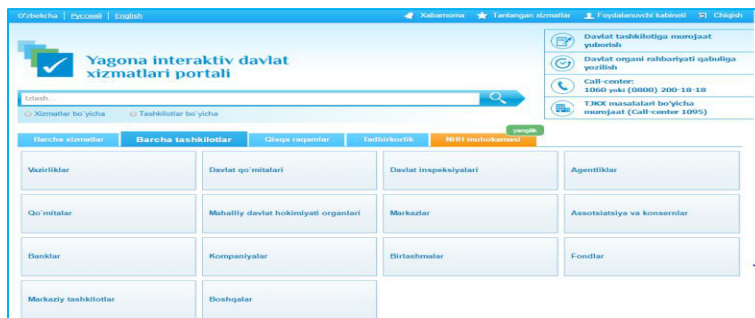 O'zbekcha | Русский | English
Xabarnoma Tanlangan xizmatlar Foydalanuvchi kabineti Chiqish
Yagona interaktiv davlat
xizmatlari portali
Davlat tashkilotiga murojaat
yuborish
Davlat organi rahbariyati qabuliga
yozilish
Call-center:
1060 yoki (0800) 200-18-18
TJKX masalalari bo'yicha
murojaat (Call-center 1095)
Izlash...
Xizmatlar bo`yicha Tashkilotlar bo`yicha
yangilik
Barcha xizmatlar Barcha tashkilotlar Qisqa raqamlar Tadbirkorlik
Vazirliklar Davlat qo`mitalari Davlat inspeksiyalari Agentliklar
Qo`mitalar Mahalliy davlat hokimiyati organlari Markazlar Assotsiatsiya va konsernlar
Banklar Kompaniyalar Birlashmalar Fondlar
Markaziy tashkilotlar Boshqalar